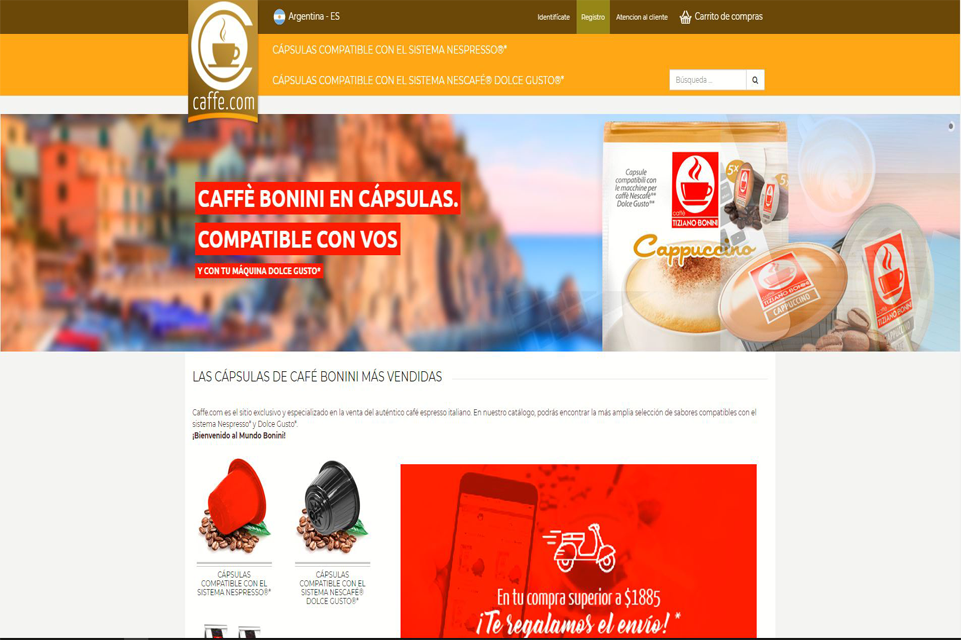 Argentina - ES
Identifícate
Registro
Atencion al cliente
Carrito de compras
caffe.com
CÁPSULAS COMPATIBLE CON EL SISTEMA NESPRESSO®*
CÁPSULAS COMPATIBLE CON EL SISTEMA NESCAFÉ® DOLCE GUSTO®*
Búsqueda ...
CAFFÈ BONINI EN CÁPSULAS.
COMPATIBLE CON VOS
Y CON TU MÁQUINA DOLCE GUSTO®*
Capsule
compatibili con
le macchine per
caffè Nescafé**
Dolce Gusto**
caffè
TIZIANO BONINI
Cappuccino
TIZIANO BONINI
CAPPUCCINO
TIZIANO BONINI
LAS CÁPSULAS DE CAFÉ BONINI MÁS VENDIDAS
Caffe.com es el sitio exclusivo y especializado en la venta del auténtico café espresso italiano. En nuestro catálogo, podrás encontrar la más amplia selección de sabores compatibles con el
sistema Nespresso* y Dolce Gusto*.
¡Bienvenido al Mundo Bonini!
CÁPSULAS
COMPATIBLE CON EL
SISTEMA NESPRESSO®*
CÁPSULAS
COMPATIBLE CON EL
SISTEMA NESCAFÉ®
DOLCE GUSTO®*
En tu compra superior a $1885
¡Te regalamos el envío! *